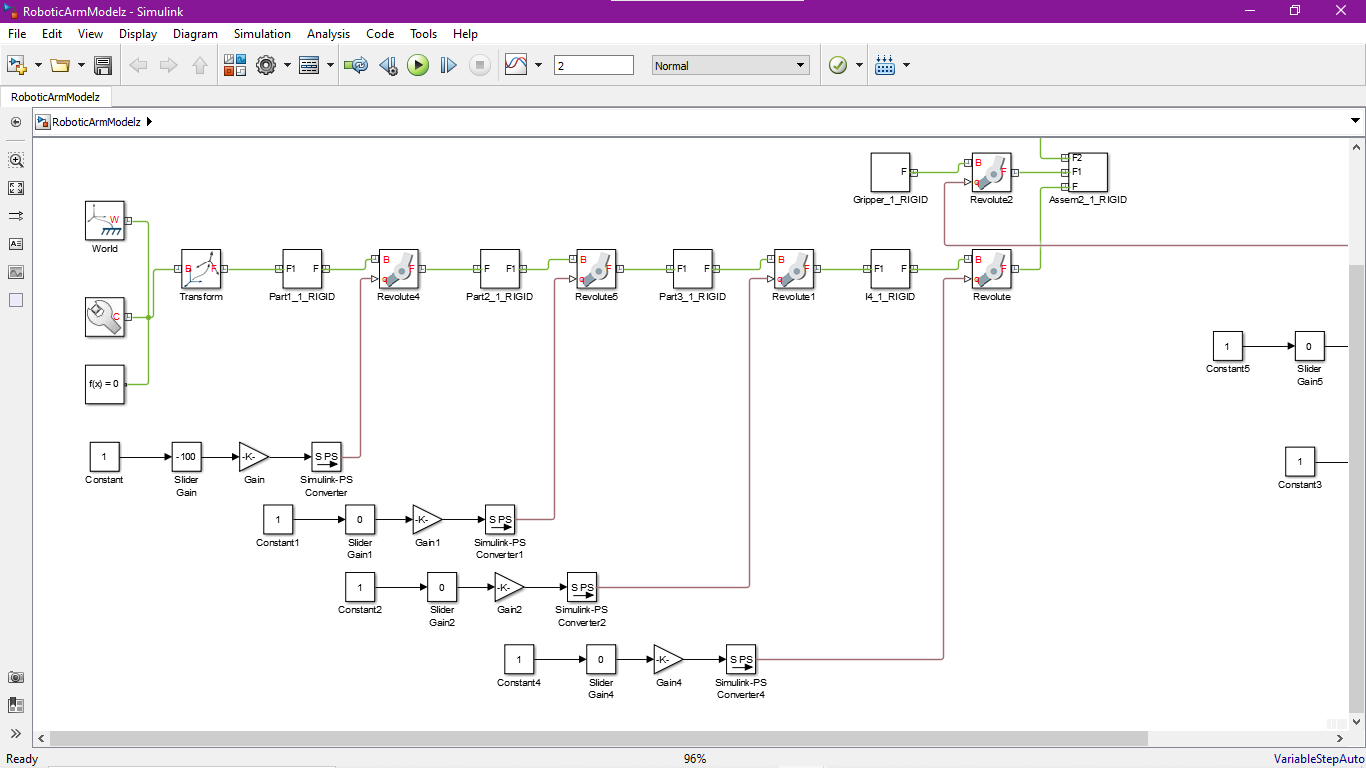 RoboticArmModelz - Simulink
File Edit View Display Diagram Simulation Analysis Code Tools Help
2 Normal
RoboticArmModelz
RoboticArmModelz
F2
F B F F1
q F
Gripper_1_RIGID Revolute2 Assem2_1_RIGID
W
World
B F F1 F B F F F1 B F F1 F B F F1 F B F
q q q q
Transform Part1_1_RIGID Revolute4 Part2_1_RIGID Revolute5 Part3_1_RIGID Revolute1 l4_1_RIGID Revolute
C
1 0
Constant5 Slider
Gain5
f(x) = 0
1 -100 -K- S PS
Constant Slider
Gain
Gain
Simulink-PS
Converter
1
Constant3
1 0 -K- S PS
Constant1 Slider
Gain1
Gain1
Simulink-PS
Converter1
1 0 -K- S PS
Constant2 Slider
Gain2
Gain2
Simulink-PS
Converter2
1 0 -K- S PS
Constant4 Slider
Gain4
Gain4
Simulink-PS
Converter4
Ready 96% VariableStepAuto